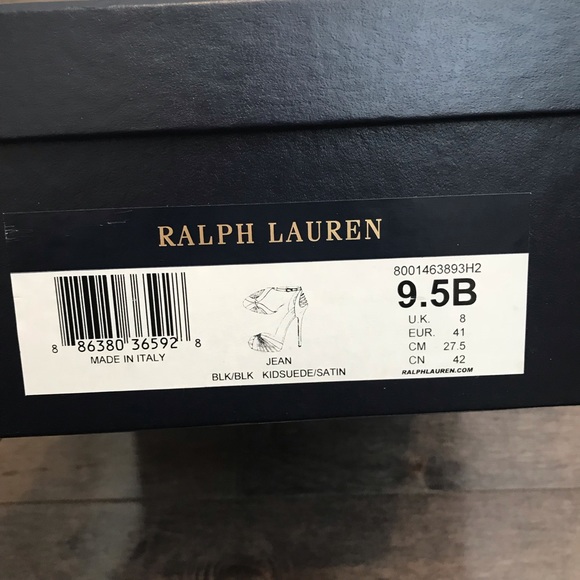 RALPH LAUREN
8001463893H2
9.5B
U.K. 8
EUR. 41
CM 27.5
CN 42
RALPHLAUREN.COM
8 86380 36592 8
MADE IN ITALY
JEAN
BLK/BLK KIDSUEDE/SATIN